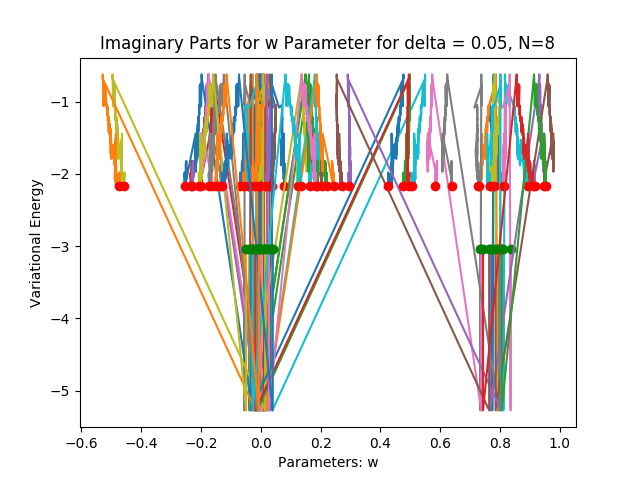 Imaginary Parts for w Parameter for delta = 0.05, N=8
Variational Energy
−1
−2
−3
−4
−5
−0.6 −0.4 −0.2 0.0 0.2 0.4 0.6 0.8 1.0
Parameters: w